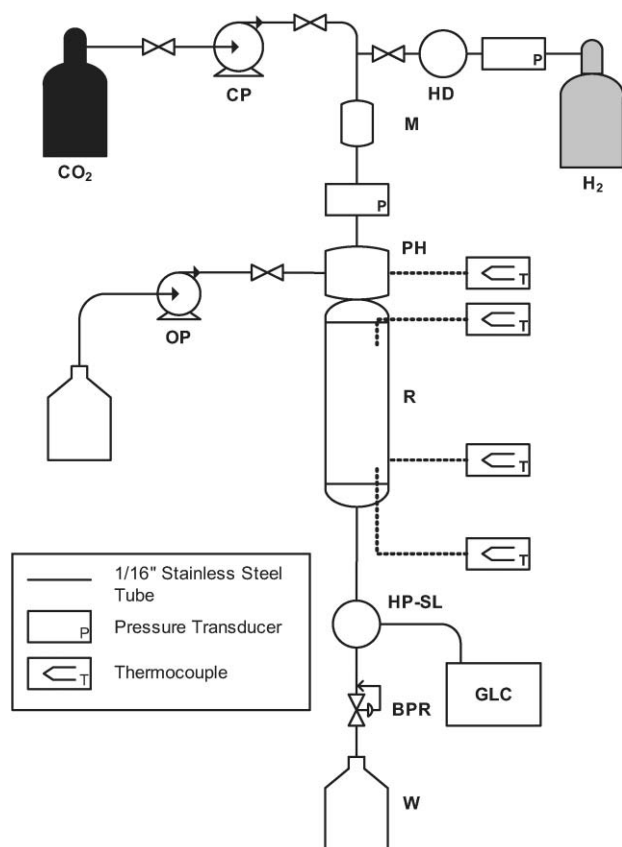 CP
HD
P
M
CO₂
H₂
P
PH
T
T
OP
R
T
T
HP-SL
1/16" Stainless Steel
Tube
P
Pressure Transducer
T
Thermocouple
GLC
BPR
W